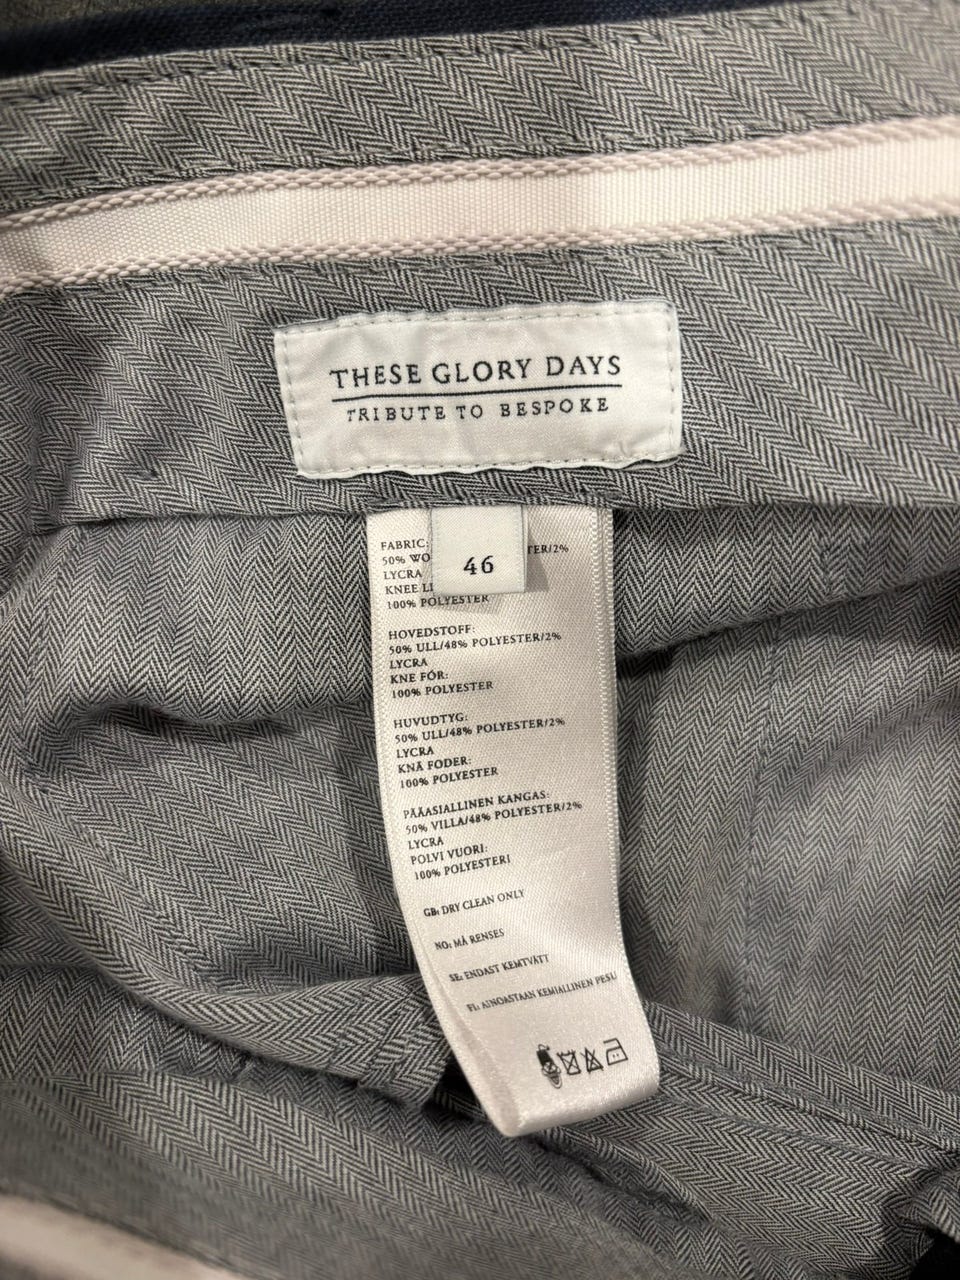 THESE GLORY DAYS
TRIBUTE TO BESPOKE
46
FABRIC:
50% WO TER/2%
LYCRA
KNEE LI
100% POLYESTER
HOVEDSTOFF:
50% ULL/48% POLYESTER/2%
LYCRA
KNE FÓR:
100% POLYESTER
HUVUDTYG:
50% ULL/48% POLYESTER/2%
LYCRA
KNÄ FODER:
100% POLYESTER
PÄÄASIALLINEN KANGAS:
50% VILLA/48% POLYESTER/2%
LYCRA
POLVI VUORI:
100% POLYESTERI
GB: DRY CLEAN ONLY
NO: MÅ RENSES
SE: ENDAST KEMTVÄTT
FI: AINOASTAAN KEMIALLINEN PESU